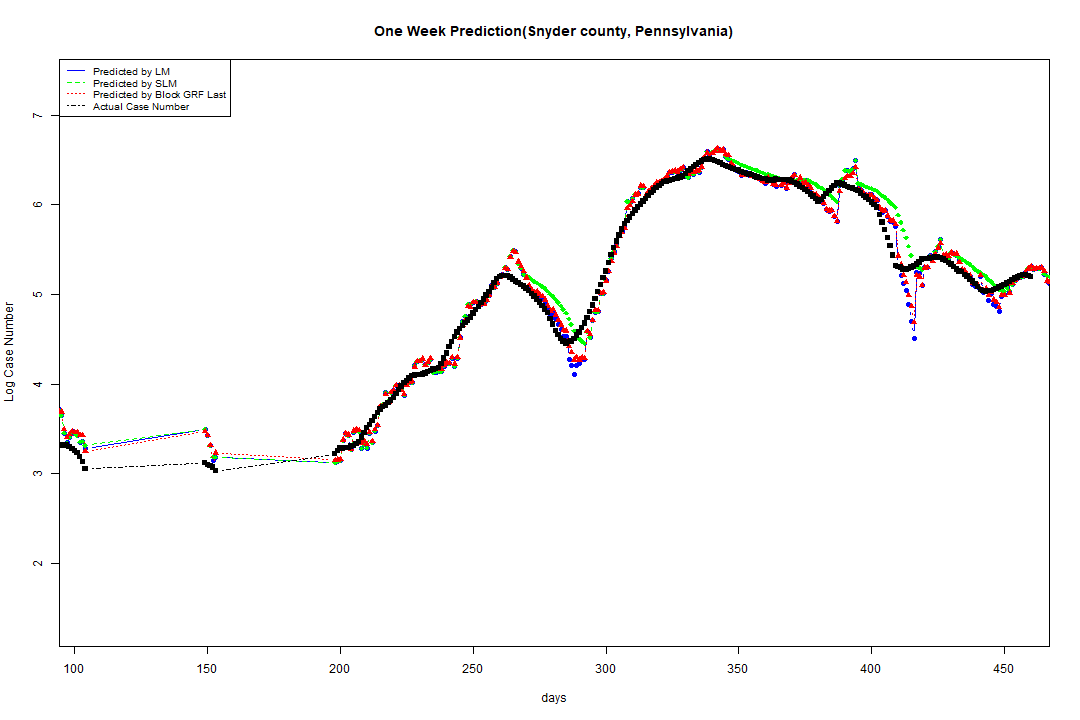 One Week Prediction(Snyder county, Pennsylvania)
Predicted by LM
Predicted by SLM
Predicted by Block GRF Last
Actual Case Number
Log Case Number
7
6
5
4
3
2
100 150 200 250 300 350 400 450
days